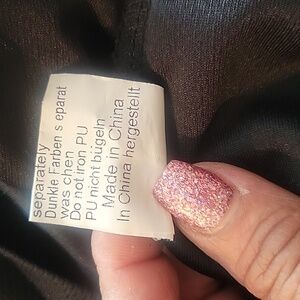 separately
Dunkle Farben s eparat
was chen
Do not iron PU
PU nicht bügeln
Made in China
In China hergestellt